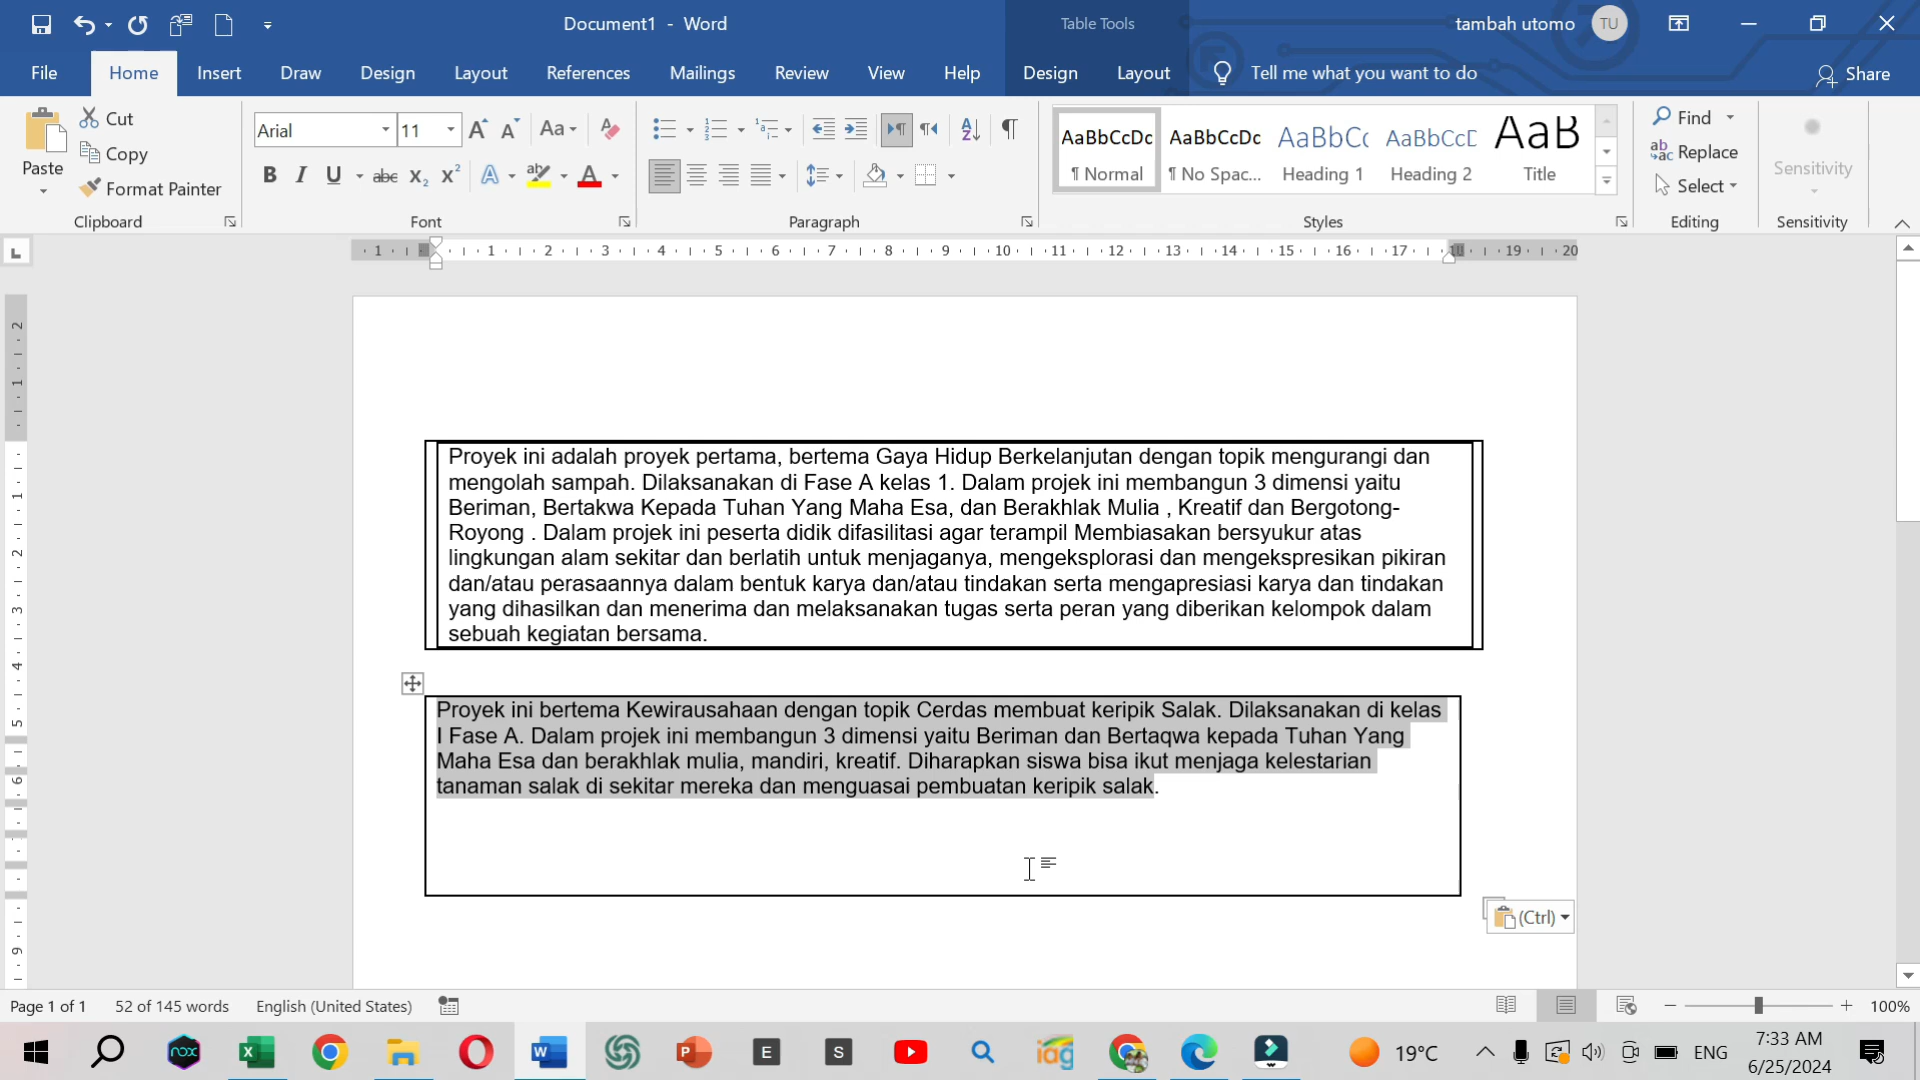 Document1 - Word
Table Tools
tambah utomo
TU
File
Home
Insert
Draw
Design
Layout
References
Mailings
Review
View
Help
Design
Layout
Tell me what you want to do
Share
Paste
Cut
Copy
Format Painter
Clipboard
Arial
11
Font
Paragraph
AaBbCcDc
¶ Normal
AaBbCcDc
¶ No Spac...
AaBbCc
Heading 1
AaBbCcD
Heading 2
AaB
Title
Styles
Find
Replace
Select
Editing
Sensitivity
Sensitivity
Proyek ini adalah proyek pertama, bertema Gaya Hidup Berkelanjutan dengan topik mengurangi dan
mengolah sampah. Dilaksanakan di Fase A kelas 1. Dalam projek ini membangun 3 dimensi yaitu
Beriman, Bertakwa Kepada Tuhan Yang Maha Esa, dan Berakhlak Mulia , Kreatif dan Bergotong-
Royong . Dalam projek ini peserta didik difasilitasi agar terampil Membiasakan bersyukur atas
lingkungan alam sekitar dan berlatih untuk menjaganya, mengeksplorasi dan mengekspresikan pikiran
dan/atau perasaannya dalam bentuk karya dan/atau tindakan serta mengapresiasi karya dan tindakan
yang dihasilkan dan menerima dan melaksanakan tugas serta peran yang diberikan kelompok dalam
sebuah kegiatan bersama.
Proyek ini bertema Kewirausahaan dengan topik Cerdas membuat keripik Salak. Dilaksanakan di kelas
I Fase A. Dalam projek ini membangun 3 dimensi yaitu Beriman dan Bertaqwa kepada Tuhan Yang
Maha Esa dan berakhlak mulia, mandiri, kreatif. Diharapkan siswa bisa ikut menjaga kelestarian
tanaman salak di sekitar mereka dan menguasai pembuatan keripik salak.
(Ctrl)
Page 1 of 1
52 of 145 words
English (United States)
100%
19°C
ENG
7:33 AM
6/25/2024